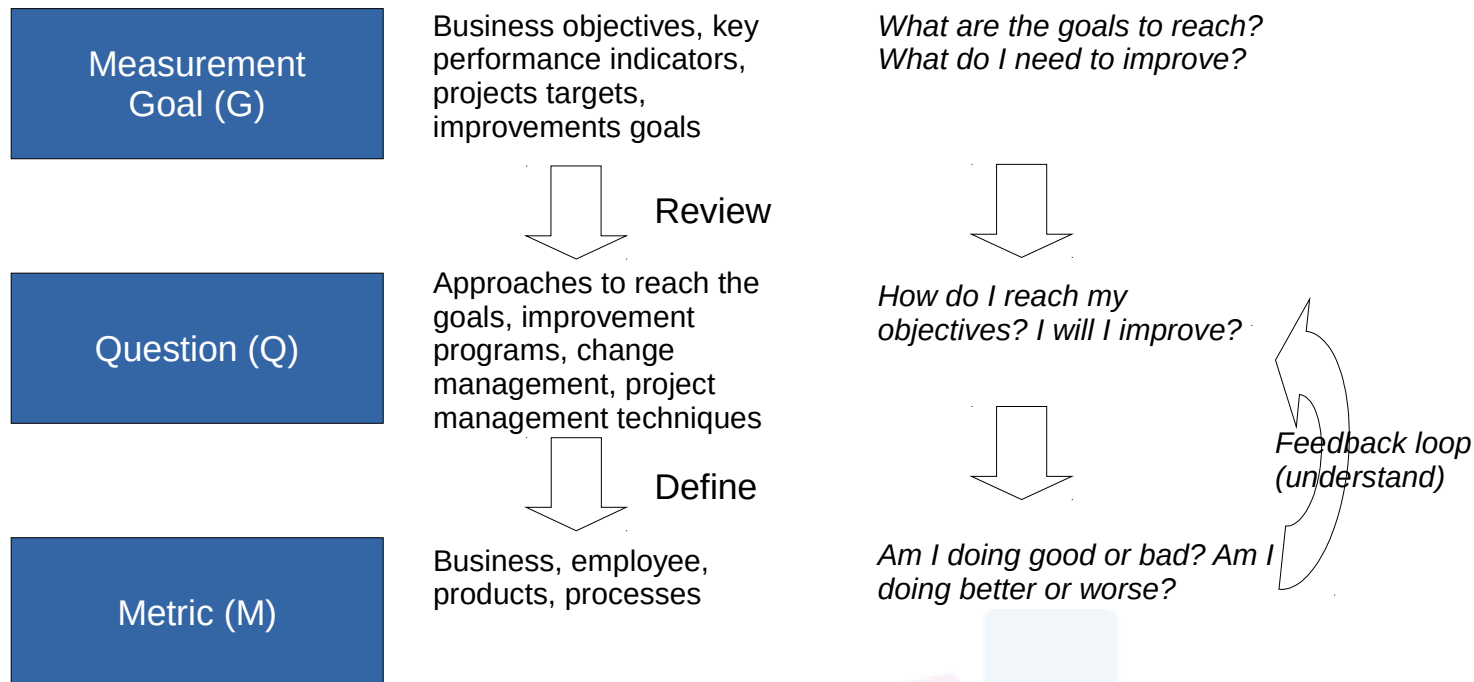 Measurement
Goal (G)
Business objectives, key
performance indicators,
projects targets,
improvements goals
What are the goals to reach?
What do I need to improve?
Review
Question (Q)
Approaches to reach the
goals, improvement
programs, change
management, project
management techniques
How do I reach my
objectives? I will I improve?
Feedback loop
(understand)
Define
Metric (M)
Business, employee,
products, processes
Am I doing good or bad? Am I
doing better or worse?